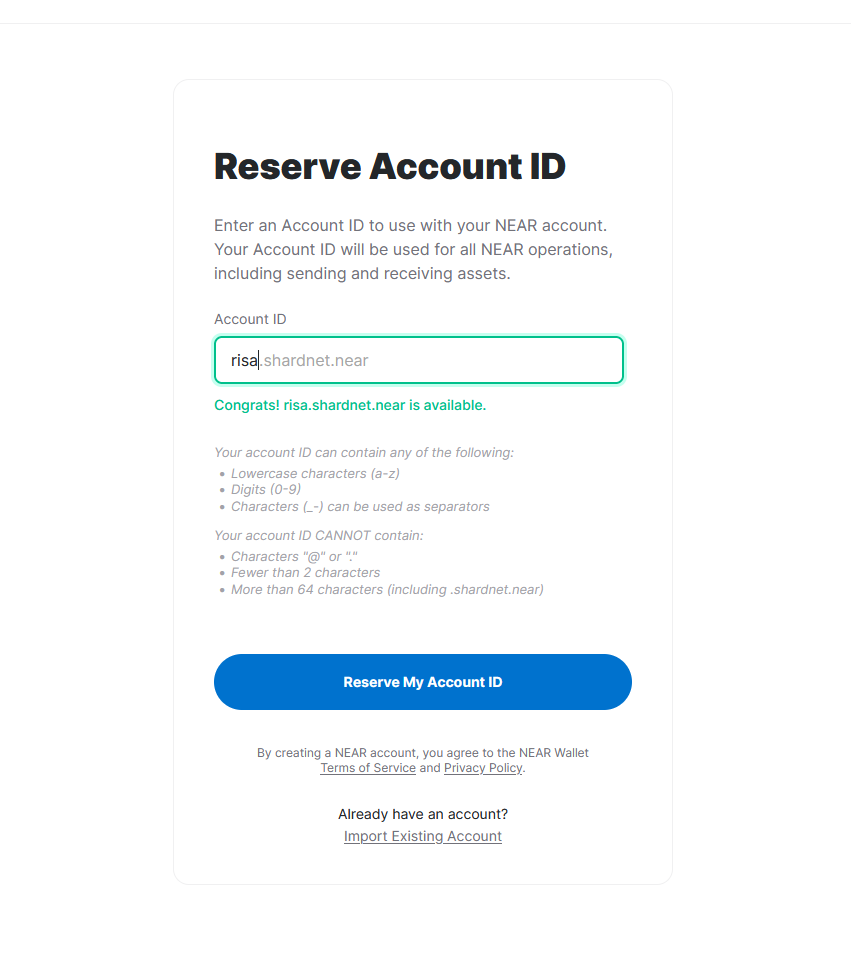 Reserve Account ID
Enter an Account ID to use with your NEAR account.
Your Account ID will be used for all NEAR operations,
including sending and receiving assets.
Account ID
risa.shardnet.near
Congrats! risa.shardnet.near is available.
Your account ID can contain any of the following:
• Lowercase characters (a-z)
• Digits (0-9)
• Characters (_-) can be used as separators
Your account ID CANNOT contain:
• Characters "@" or "."
• Fewer than 2 characters
• More than 64 characters (including .shardnet.near)
Reserve My Account ID
By creating a NEAR account, you agree to the NEAR Wallet
Terms of Service and Privacy Policy.
Already have an account?
Import Existing Account